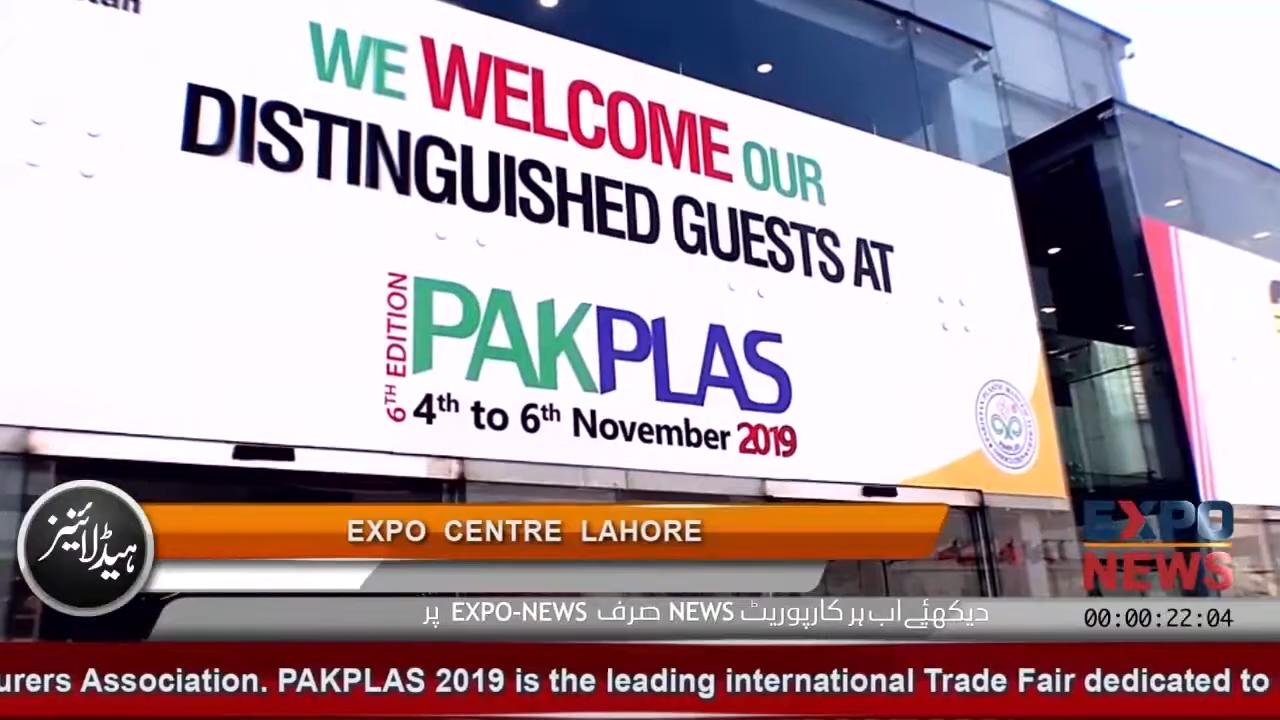 WE WELCOME OUR
DISTINGUISHED GUESTS AT
6TH EDITION
PAKPLAS
4th to 6th November 2019
ہیڈلائینز
EXPO CENTRE LAHORE
EXPO
NEWS
دیکھیئے اب ہر کارپوریٹ NEWS صرف EXPO-NEWS پر
00:00:22:04
urers Association. PAKPLAS 2019 is the leading international Trade Fair dedicated to